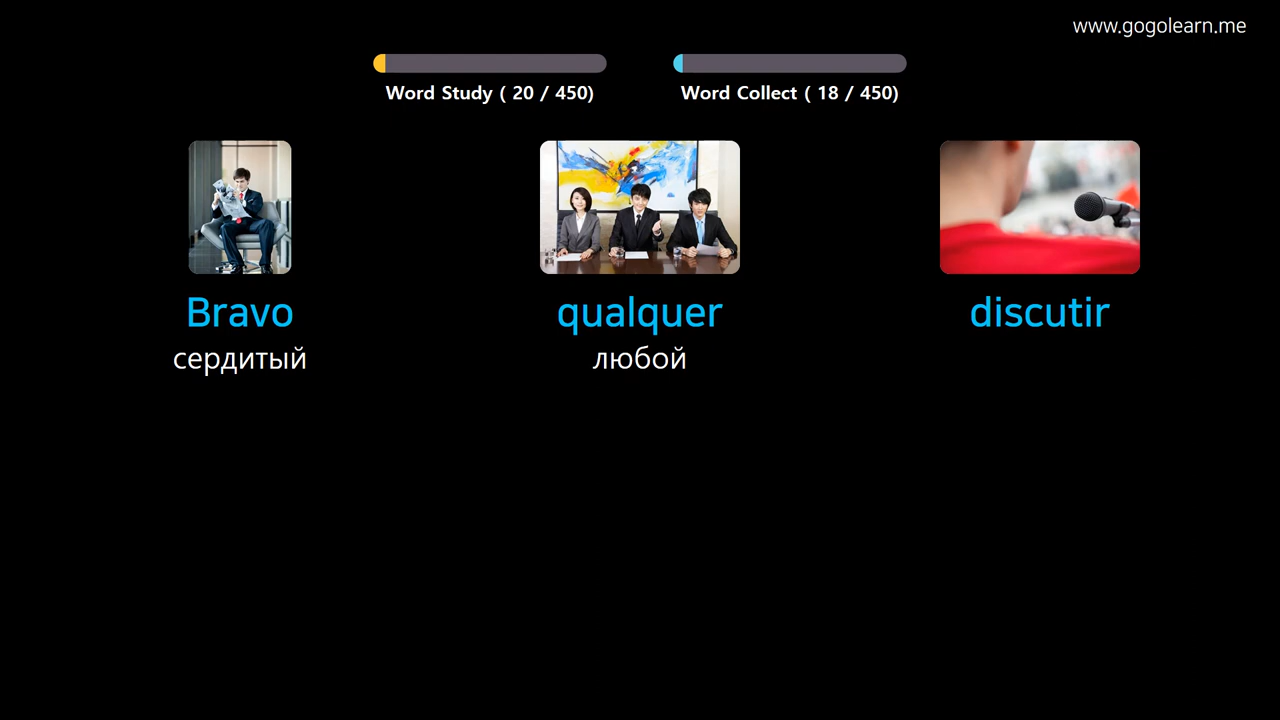 www.gogolearn.me
Word Study ( 20 / 450)
Word Collect ( 18 / 450)
Bravo
сердитый
qualquer
любой
discutir